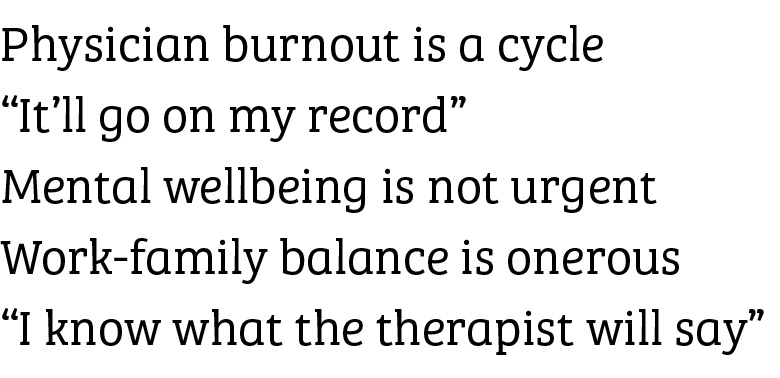 Physician burnout is a cycle
“It’ll go on my record”
Mental wellbeing is not urgent
Work-family balance is onerous
“I know what the therapist will say”